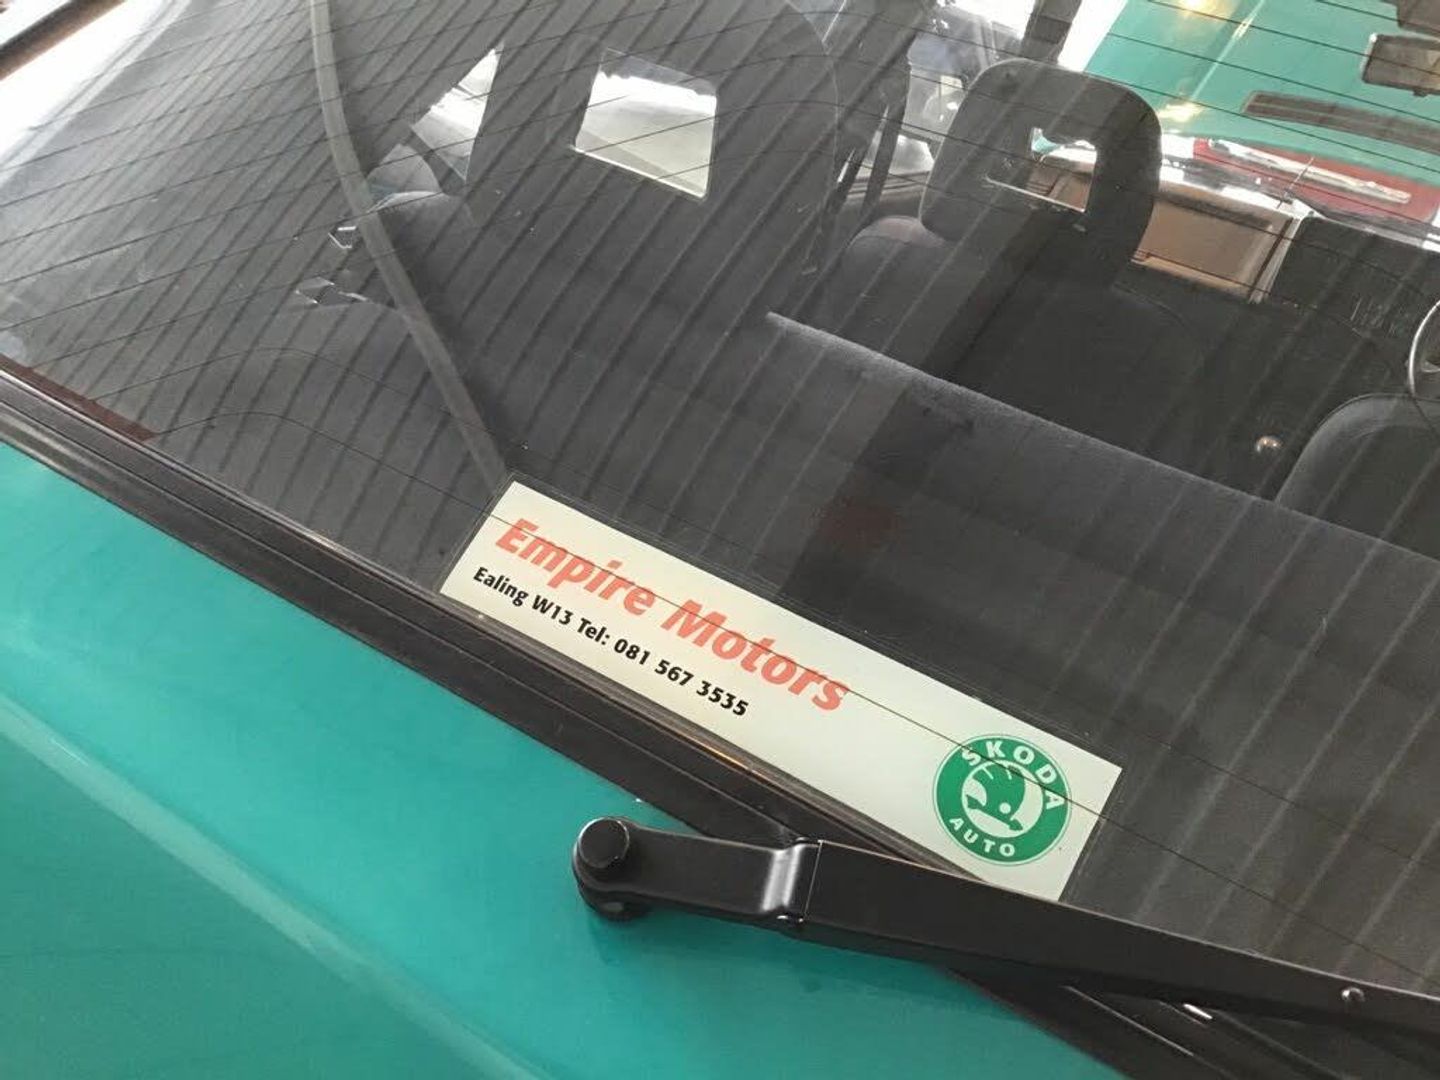 Empire Motors
Ealing W13 Tel: 081 567 3535
SKODA
AUTO